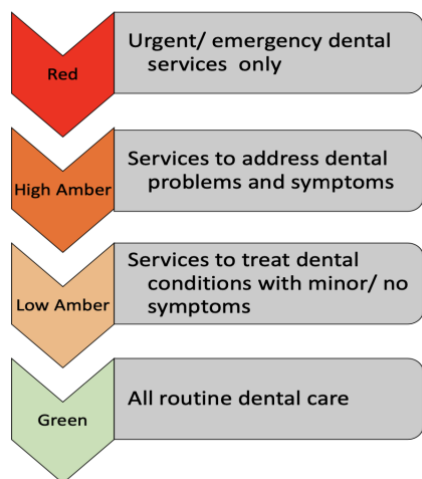 Red
Urgent/ emergency dental
services only
High Amber
Services to address dental
problems and symptoms
Low Amber
Services to treat dental
conditions with minor/ no
symptoms
Green
All routine dental care